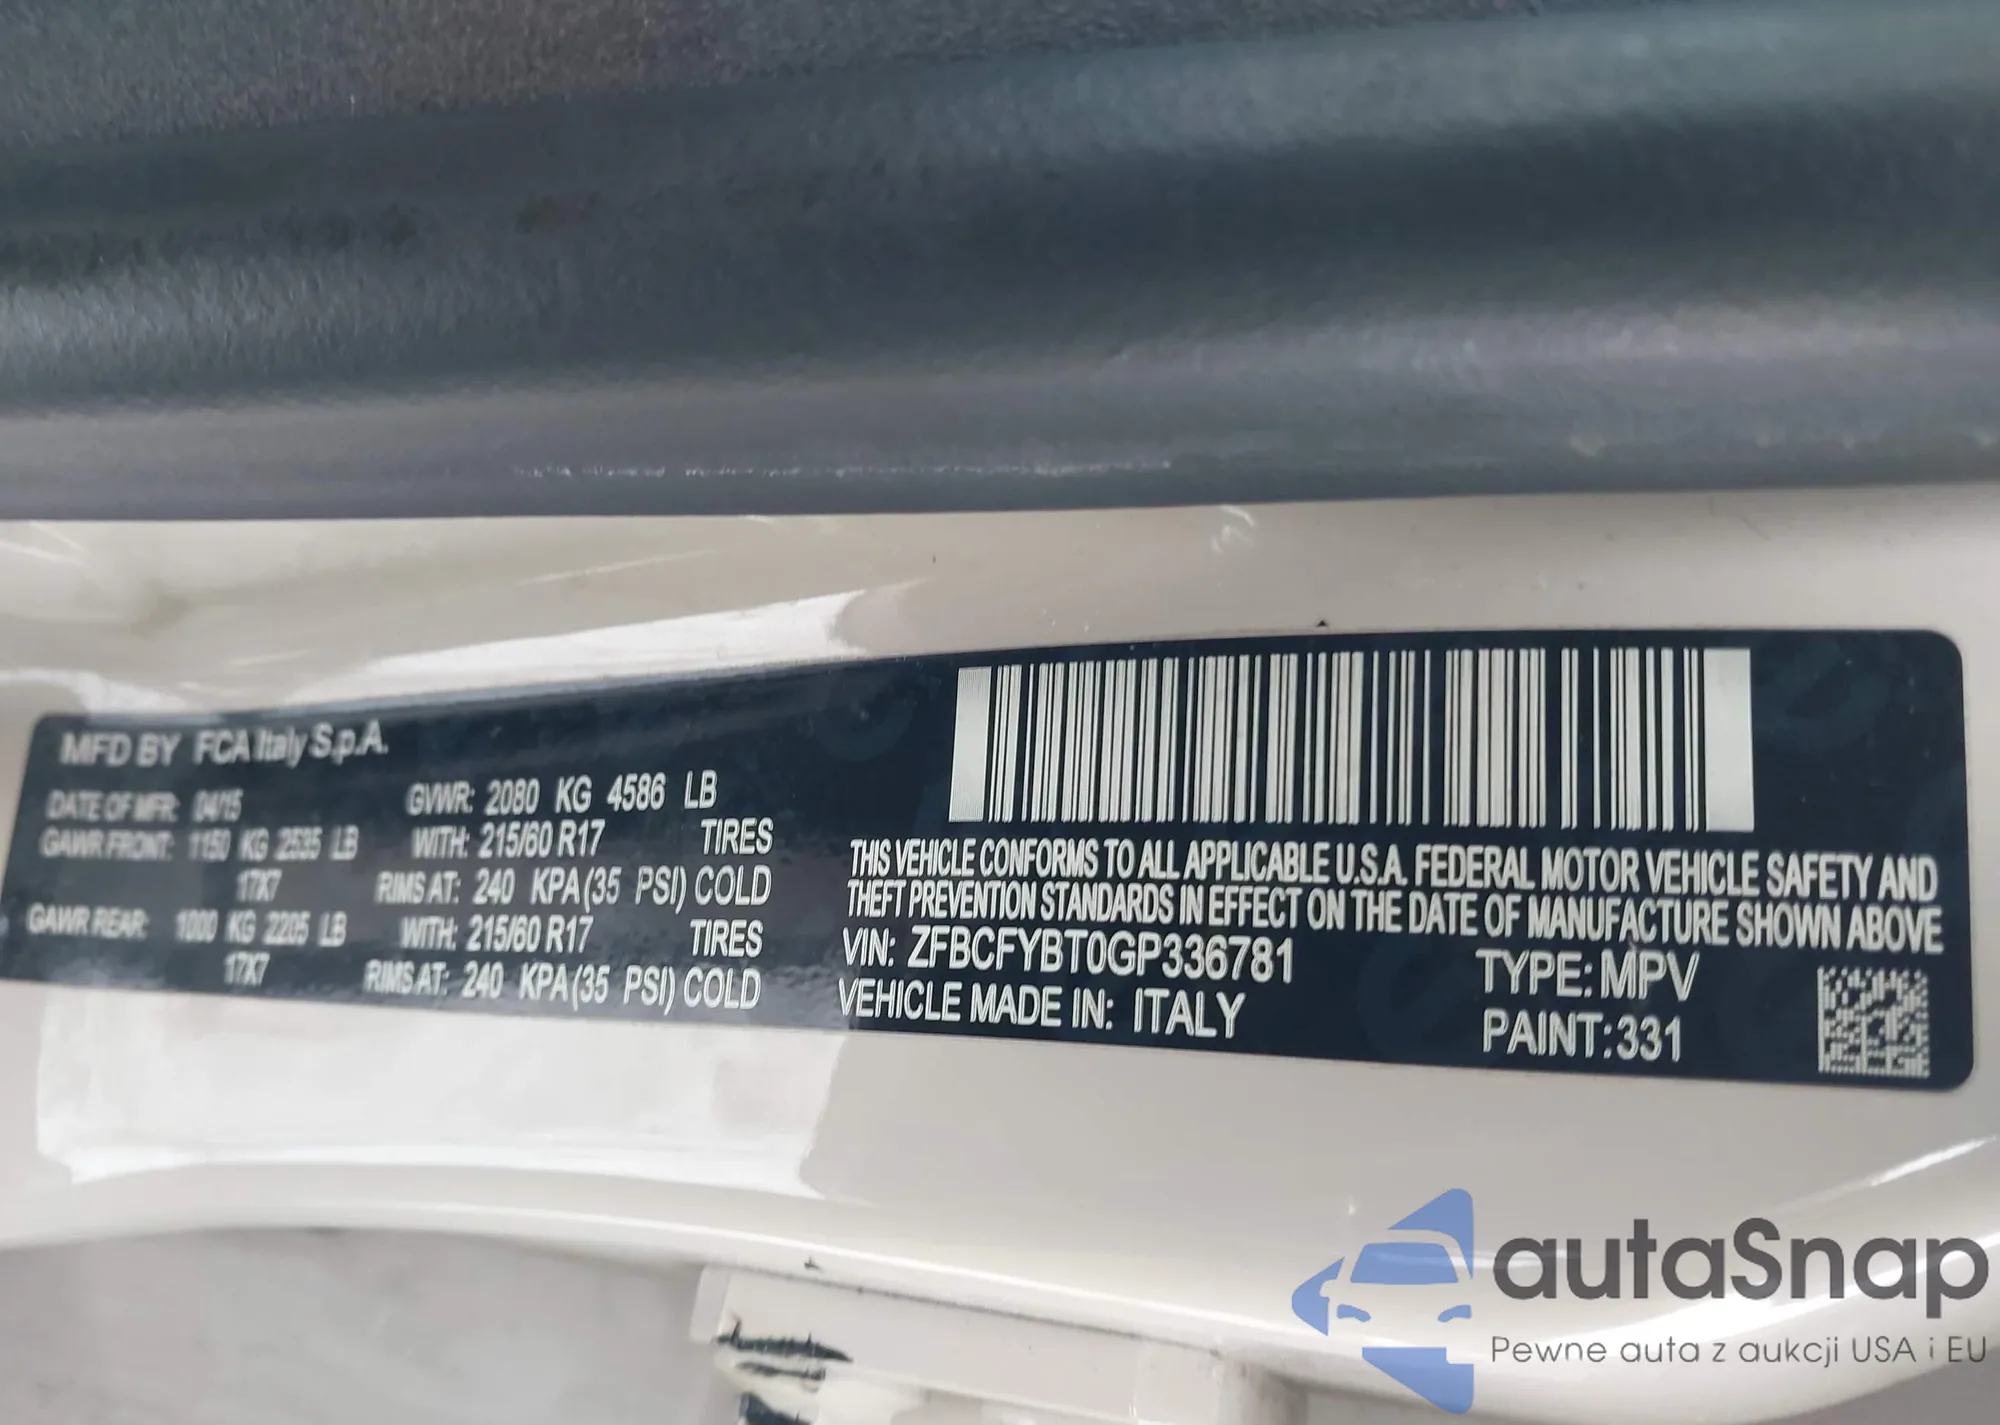 MFD BY FCA Italy S.p.A.
DATE OF MFR: 04/15 GVWR: 2080 KG 4586 LB
GAWR FRONT: 1150 KG 2535 LB WITH: 215/60 R17 TIRES
17X7 RIMS AT: 240 KPA (35 PSI) COLD
GAWR REAR: 1000 KG 2205 LB WITH: 215/60 R17 TIRES
17X7 RIMS AT: 240 KPA (35 PSI) COLD
THIS VEHICLE CONFORMS TO ALL APPLICABLE U.S.A. FEDERAL MOTOR VEHICLE SAFETY AND
THEFT PREVENTION STANDARDS IN EFFECT ON THE DATE OF MANUFACTURE SHOWN ABOVE
VIN: ZFBCFYBT0GP336781 TYPE: MPV
VEHICLE MADE IN: ITALY PAINT: 331
autaSnap
Pewne auta z aukcji USA i EU